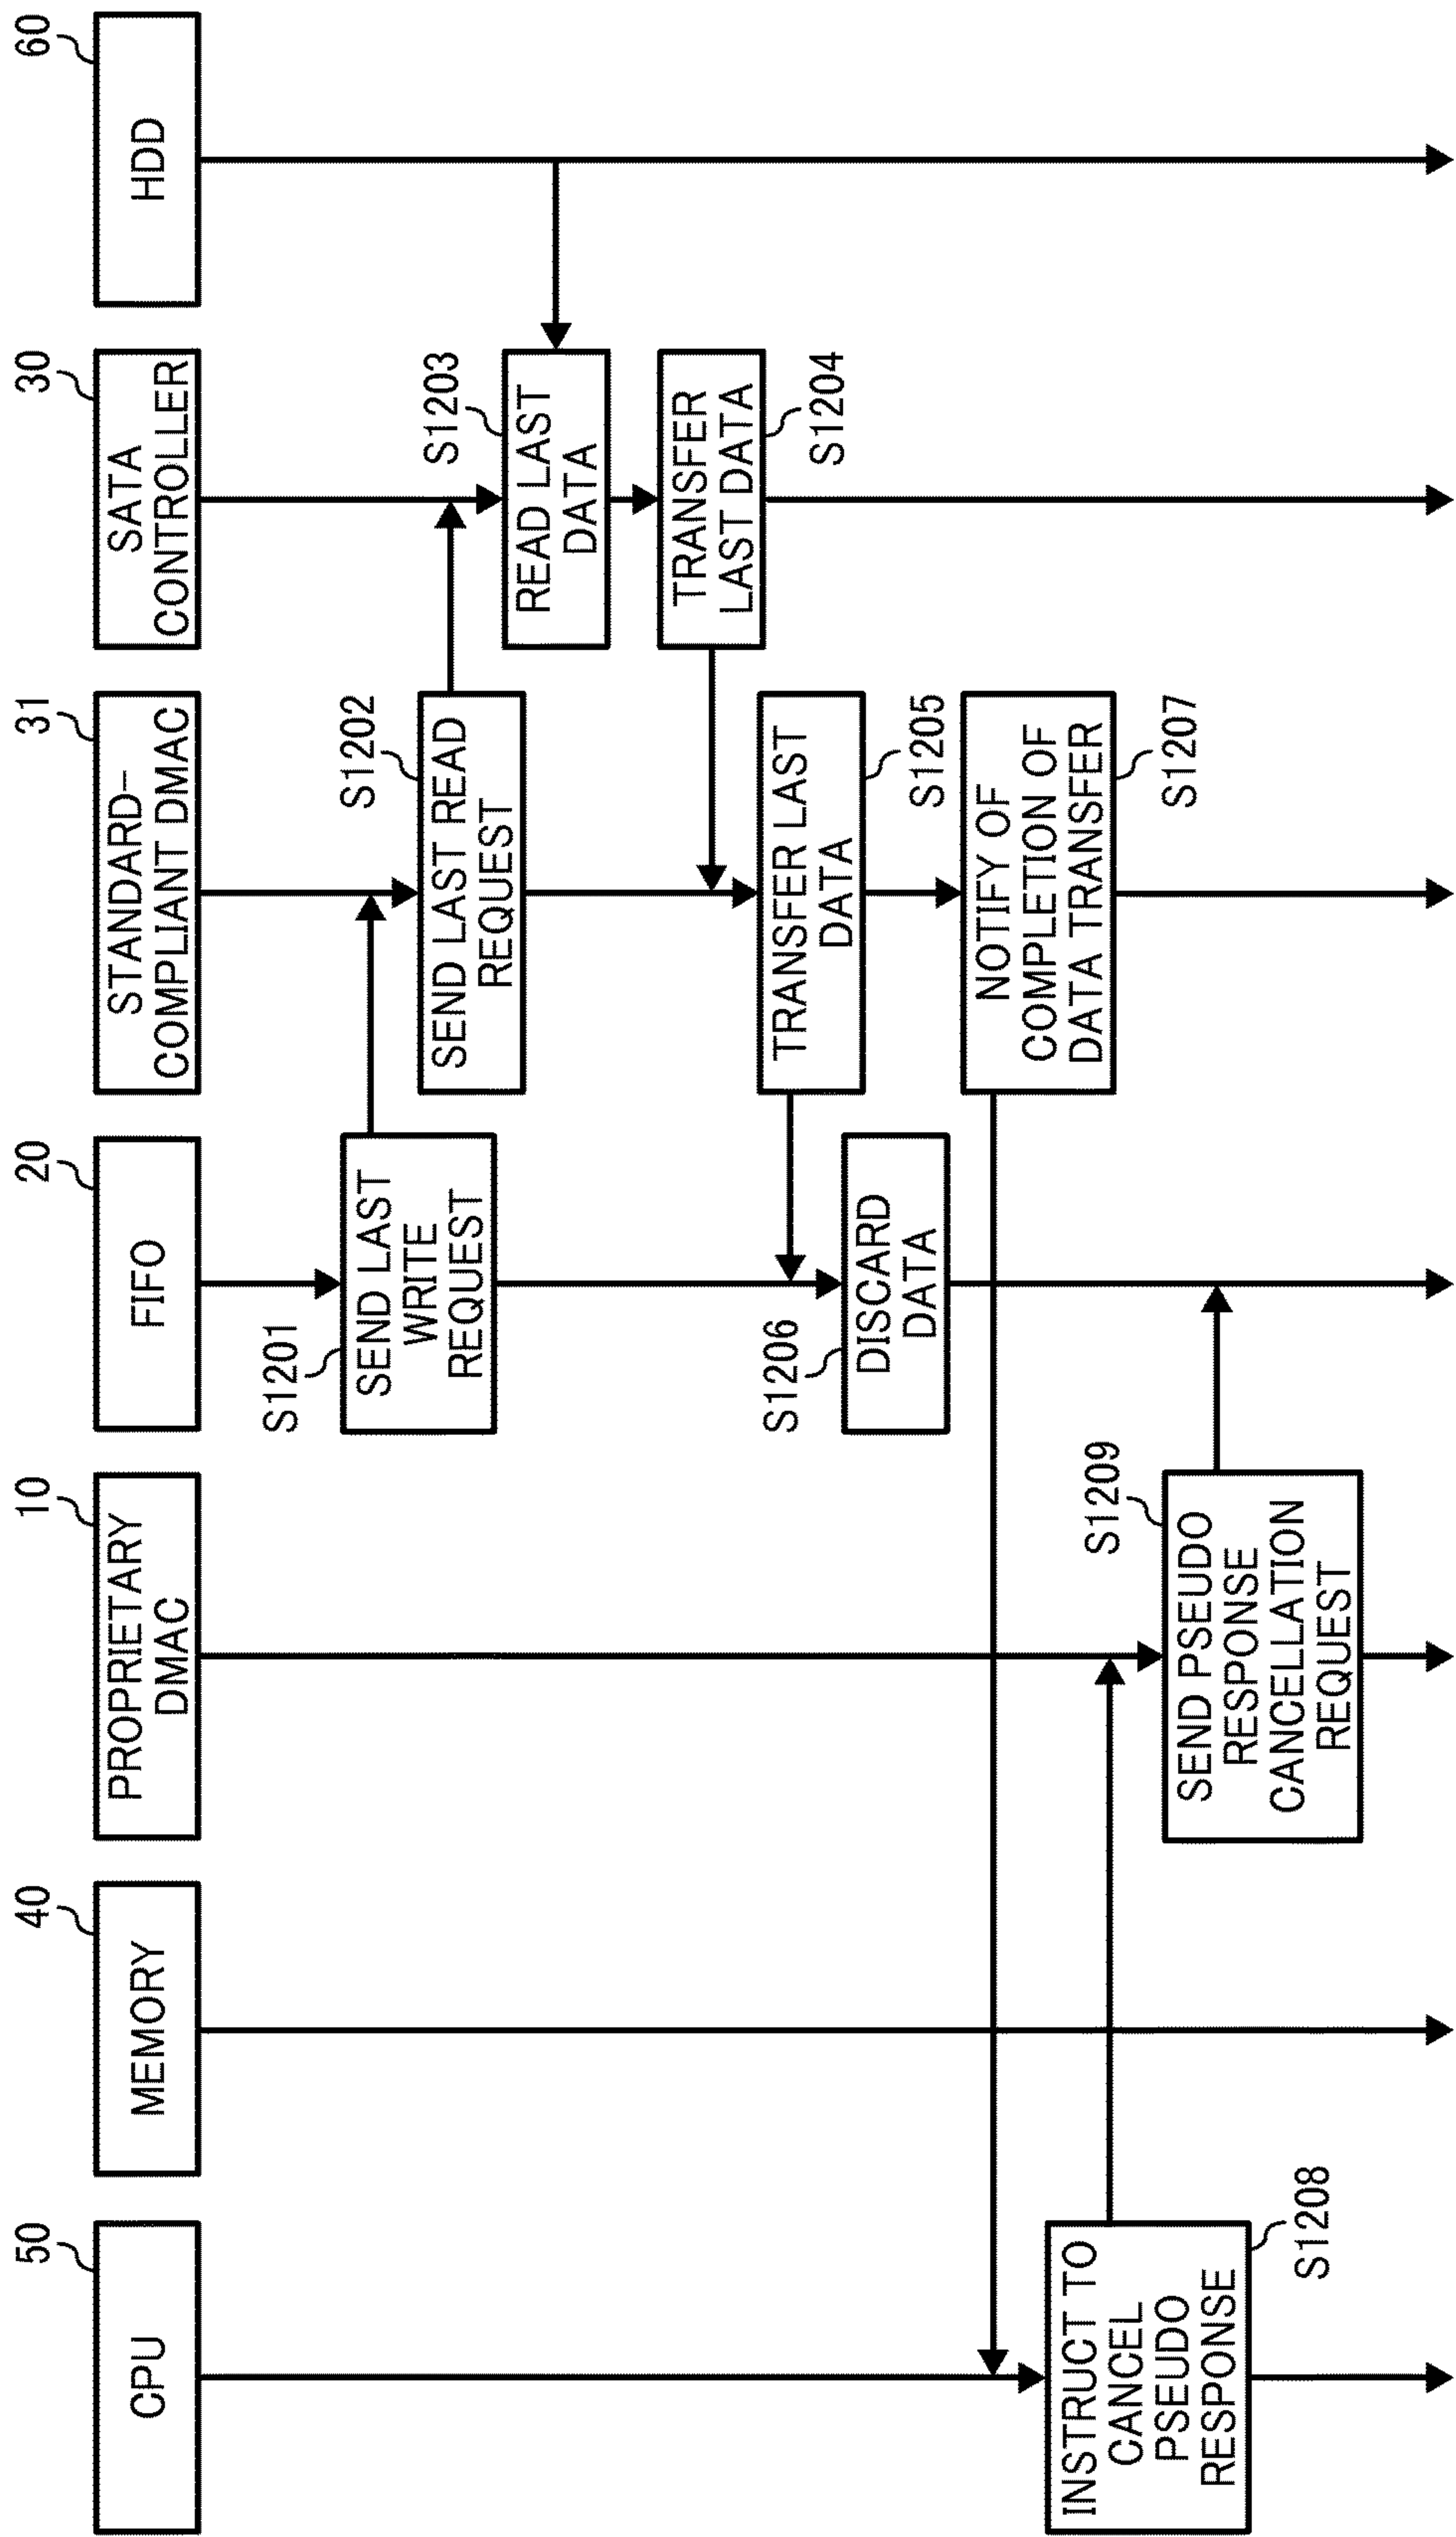 50
CPU
40
MEMORY
10
PROPRIETARY
DMAC
20
FIFO
31
STANDARD-
COMPLIANT DMAC
30
SATA
CONTROLLER
60
HDD
S1201
SEND LAST
WRITE
REQUEST
S1202
SEND LAST READ
REQUEST
S1203
READ LAST
DATA
TRANSFER
LAST DATA
S1204
TRANSFER LAST
DATA
S1205
S1206
DISCARD
DATA
NOTIFY OF
COMPLETION OF
DATA TRANSFER
S1207
INSTRUCT TO
CANCEL
PSEUDO
RESPONSE
S1208
S1209
SEND PSEUDO
RESPONSE
CANCELLATION
REQUEST